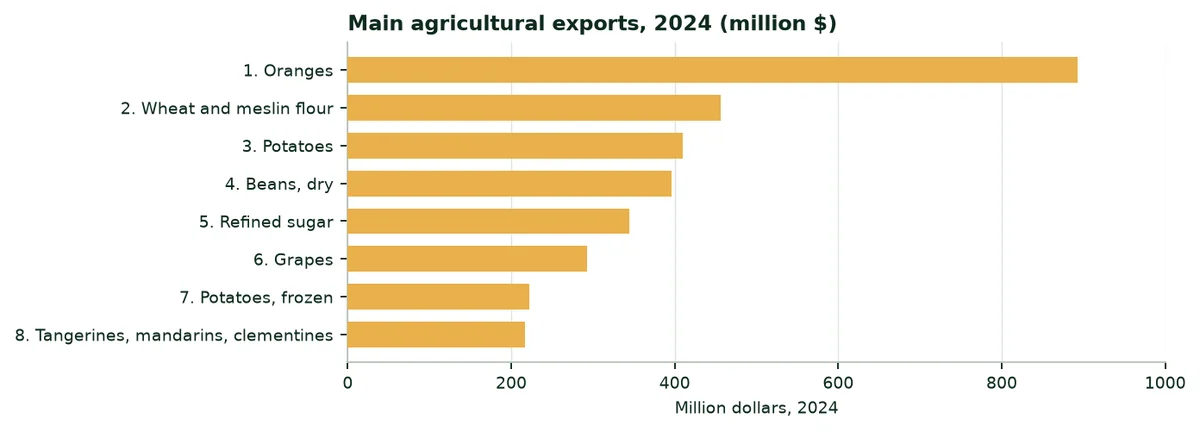 Main agricultural exports, 2024 (million $)
1. Oranges
2. Wheat and meslin flour
3. Potatoes
4. Beans, dry
5. Refined sugar
6. Grapes
7. Potatoes, frozen
8. Tangerines, mandarins, clementines
0 200 400 600 800 1000
Million dollars, 2024